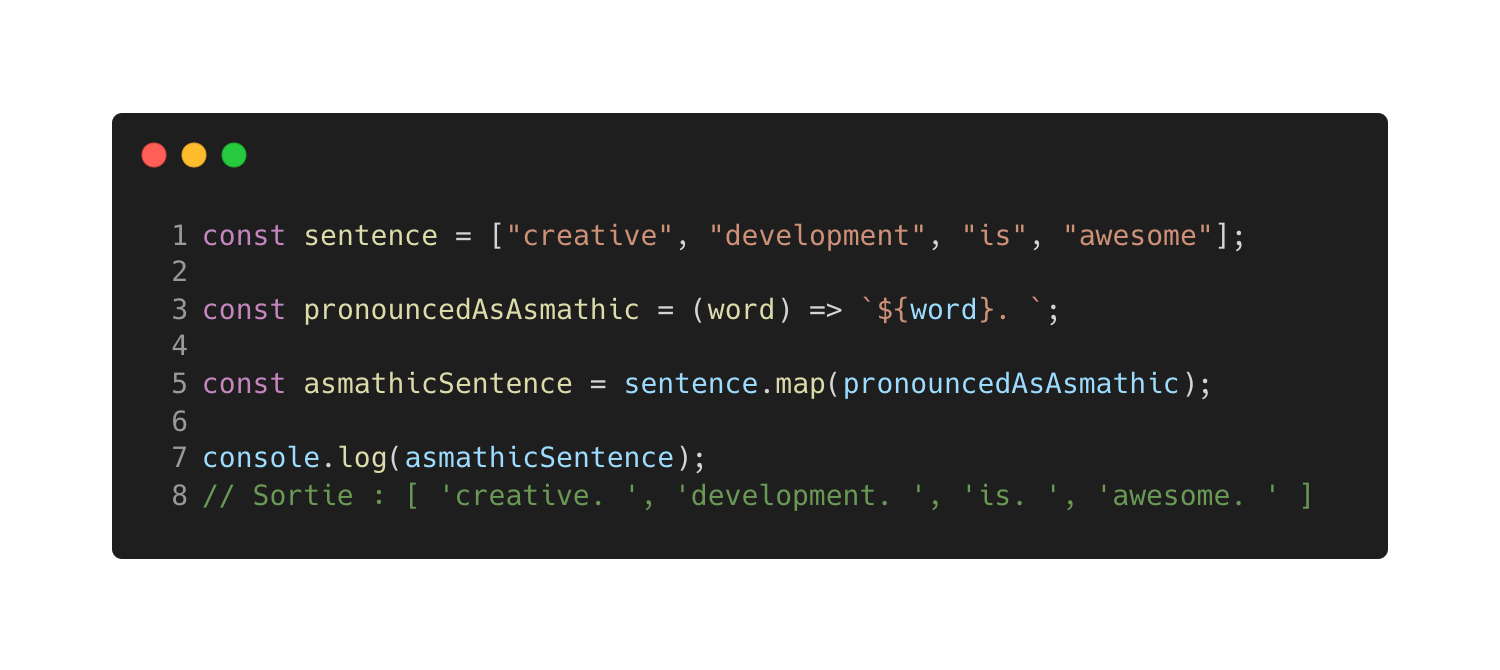 1 const sentence = ["creative", "development", "is", "awesome"];
2
3 const pronouncedAsAsmathic = (word) => `${word}. `;
4
5 const asmathicSentence = sentence.map(pronouncedAsAsmathic);
6
7 console.log(asmathicSentence);
8 // Sortie : [ 'creative. ', 'development. ', 'is. ', 'awesome. ' ]